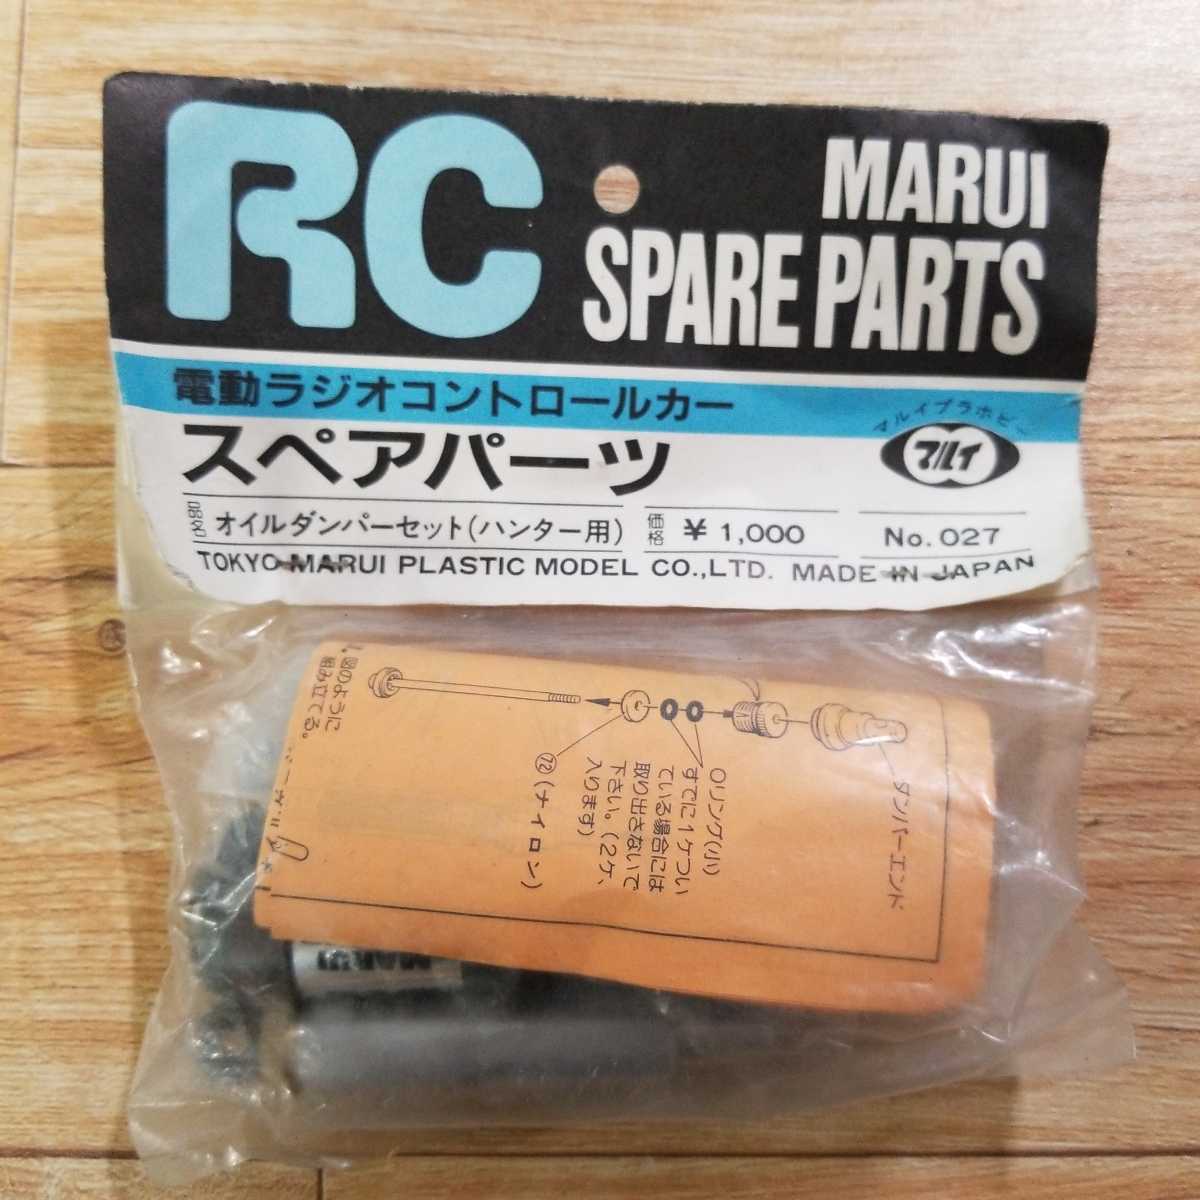 RC
MARUI
SPARE PARTS
電動ラジオコントロールカー
スペアパーツ
マルイプラホビー
マルイ
品名
オイルダンパーセット(ハンター用)
価格
¥ 1,000
No. 027
TOKYO MARUI PLASTIC MODEL CO.,LTD. MADE IN JAPAN
図のように
組み立てる。
ダンパーエンド
Oリング(小)
すでに1ケつい
ている場合には
取り出さないで
下さい。(2ケ、
入ります)
72(ナイロン)
MARUI